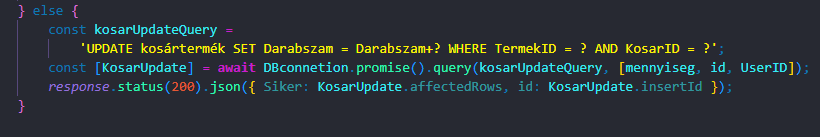 } else {
const kosarUpdateQuery =
'UPDATE kosártermék SET Darabszam = Darabszam+? WHERE TermekID = ? AND KosarID = ?';
const [KosarUpdate] = await DBconnetion.promise().query(kosarUpdateQuery, [mennyiseg, id, UserID]);
response.status(200).json({ Siker: KosarUpdate.affectedRows, id: KosarUpdate.insertId });
}